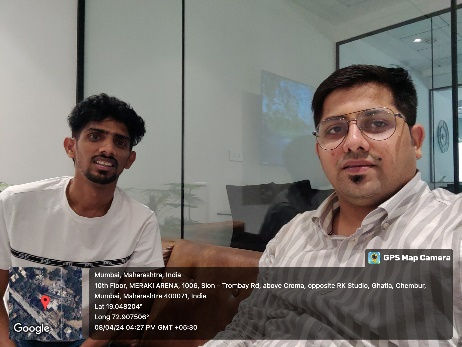 GPS Map Camera
Mumbai, Maharashtra, India
10th Floor, MERAKI ARENA, 1006, Sion - Trombay Rd, above Croma, opposite RK Studio, Ghatla, Chembur,
Mumbai, Maharashtra 400071, India
Lat 19.048204°
Long 72.907506°
08/04/24 04:27 PM GMT +05:30
Google